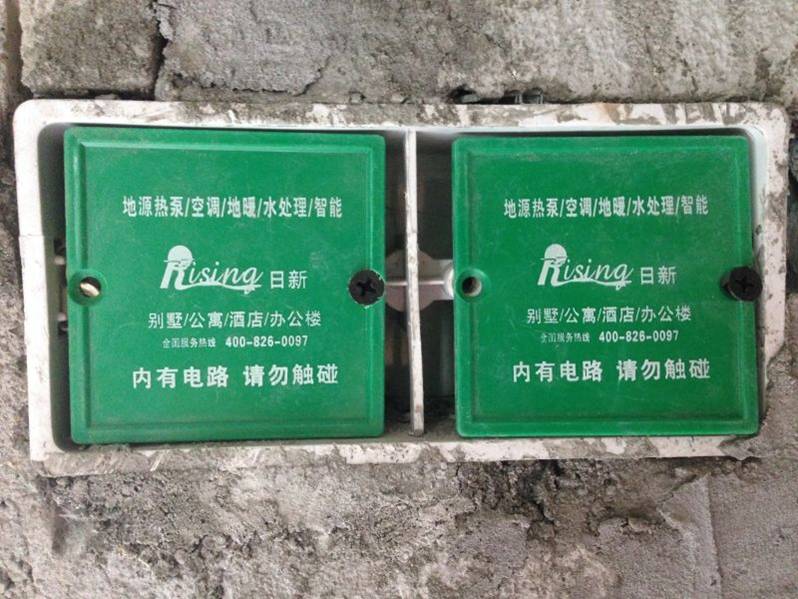 地源热泵/空调/地暖/水处理/智能
Rising 日新
别墅/公寓/酒店/办公楼
全国服务热线 400-826-0097
内有电路 请勿触碰
地源热泵/空调/地暖/水处理/智能
Rising 日新
别墅/公寓/酒店/办公楼
全国服务热线 400-826-0097
内有电路 请勿触碰